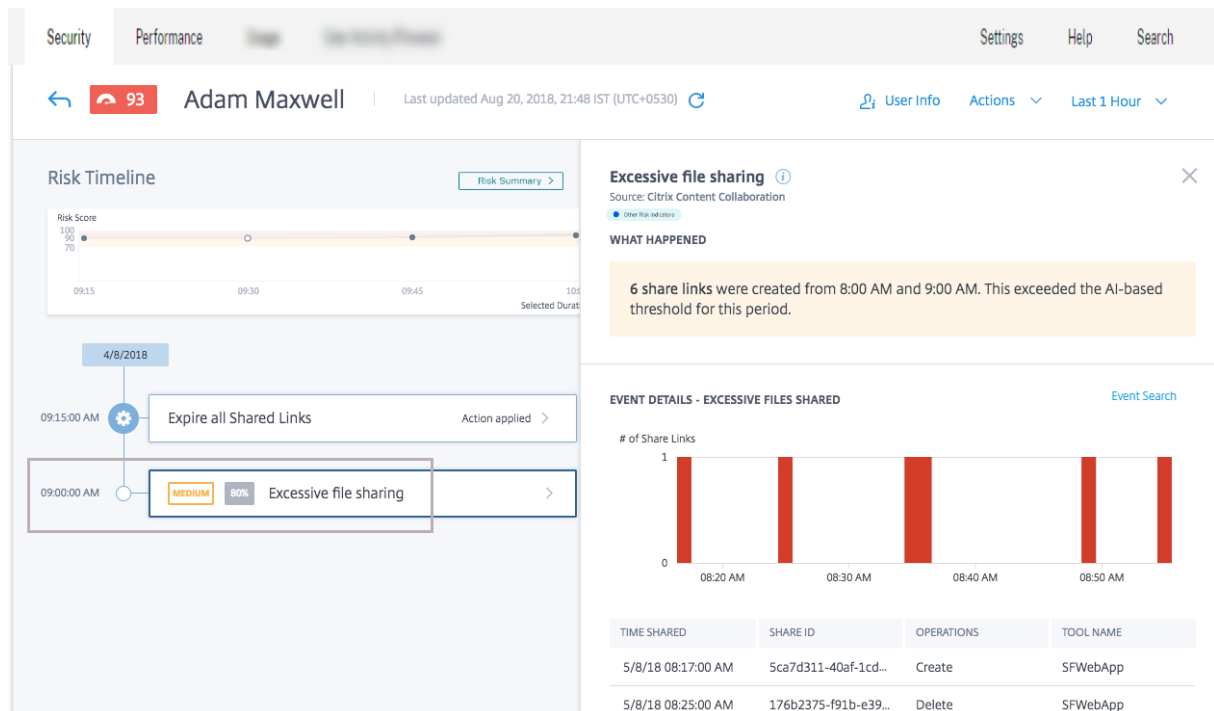 Security Performance Settings Help Search
93 Adam Maxwell Last updated Aug 20, 2018, 21:48 IST (UTC+0530) User Info Actions Last 1 Hour
Risk Timeline
Risk Summary >
Risk Score
100
90
70
09:15 09:30 09:45 10:0
Selected Durat
4/8/2018
09:15:00 AM Expire all Shared Links Action applied >
09:00:00 AM MEDIUM 80% Excessive file sharing >
Excessive file sharing i
Source: Citrix Content Collaboration
Other Risk Indicators
WHAT HAPPENED
6 share links were created from 8:00 AM and 9:00 AM. This exceeded the AI-based
threshold for this period.
EVENT DETAILS - EXCESSIVE FILES SHARED Event Search
# of Share Links
1
0
08:20 AM 08:30 AM 08:40 AM 08:50 AM
TIME SHARED SHARE ID OPERATIONS TOOL NAME
5/8/18 08:17:00 AM 5ca7d311-40af-1cd... Create SFWebApp
5/8/18 08:25:00 AM 176b2375-f91b-e39... Delete SFWebApp